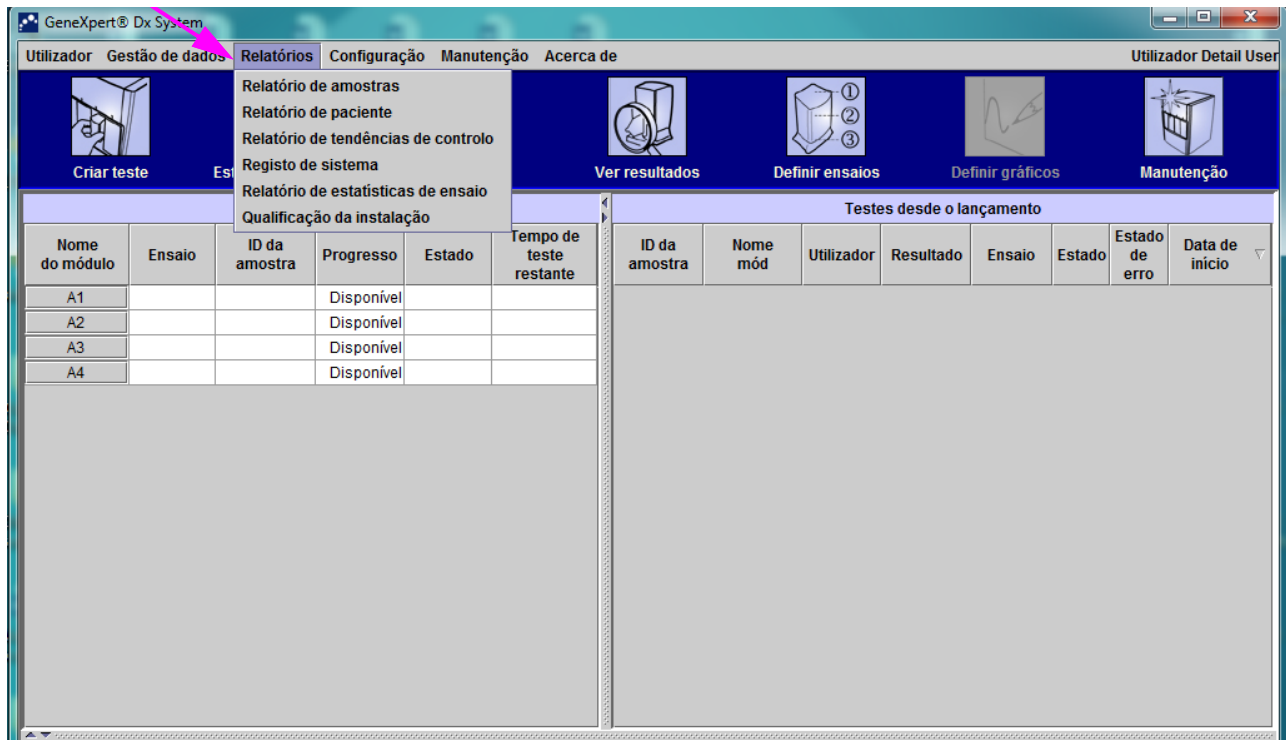 GeneXpert® Dx System
Utilizador Gestão de dados Relatórios Configuração Manutenção Acerca de Utilizador Detail User
Relatório de amostras
Relatório de paciente
Relatório de tendências de controlo
Registo de sistema
Relatório de estatísticas de ensaio
Qualificação da instalação
①
②
③
Criar teste Ver resultados Definir ensaios Definir gráficos Manutenção
Testes desde o lançamento
Nome do módulo Ensaio ID da amostra Progresso Estado Tempo de teste restante
ID da amostra Nome mód Utilizador Resultado Ensaio Estado Estado de erro Data de início
A1 Disponível
A2 Disponível
A3 Disponível
A4 Disponível